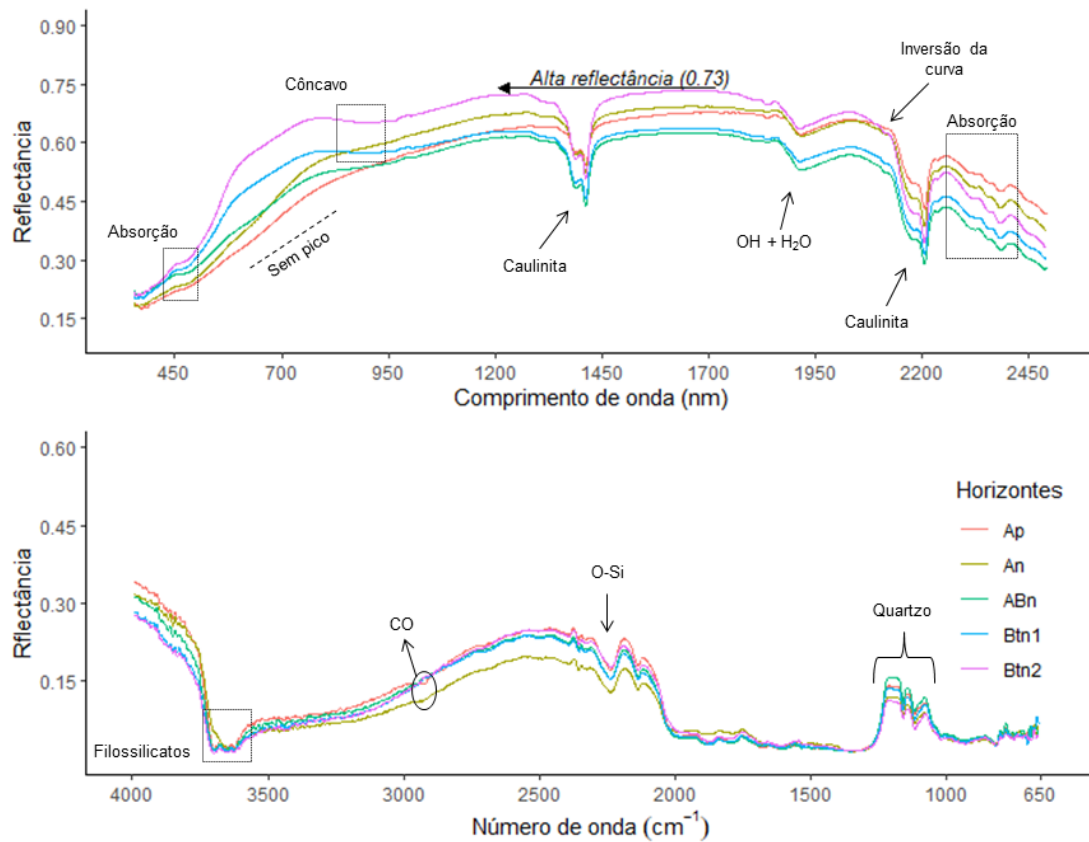 0.90
0.75
0.60
0.45
0.30
0.15
Reflectância
Côncavo
Alta reflectância (0.73)
Inversão da
curva
Absorção
Absorção
Sem pico
Caulinita
OH + H₂O
Caulinita
450
700
950
1200
1450
1700
1950
2200
2450
Comprimento de onda (nm)
0.60
0.45
0.30
0.15
Rflectância
Horizontes
Ap
An
ABn
Btn1
Btn2
O-Si
CO
Quartzo
Filossilicatos
4000
3500
3000
2500
2000
1500
1000
650
Número de onda (cm⁻¹)